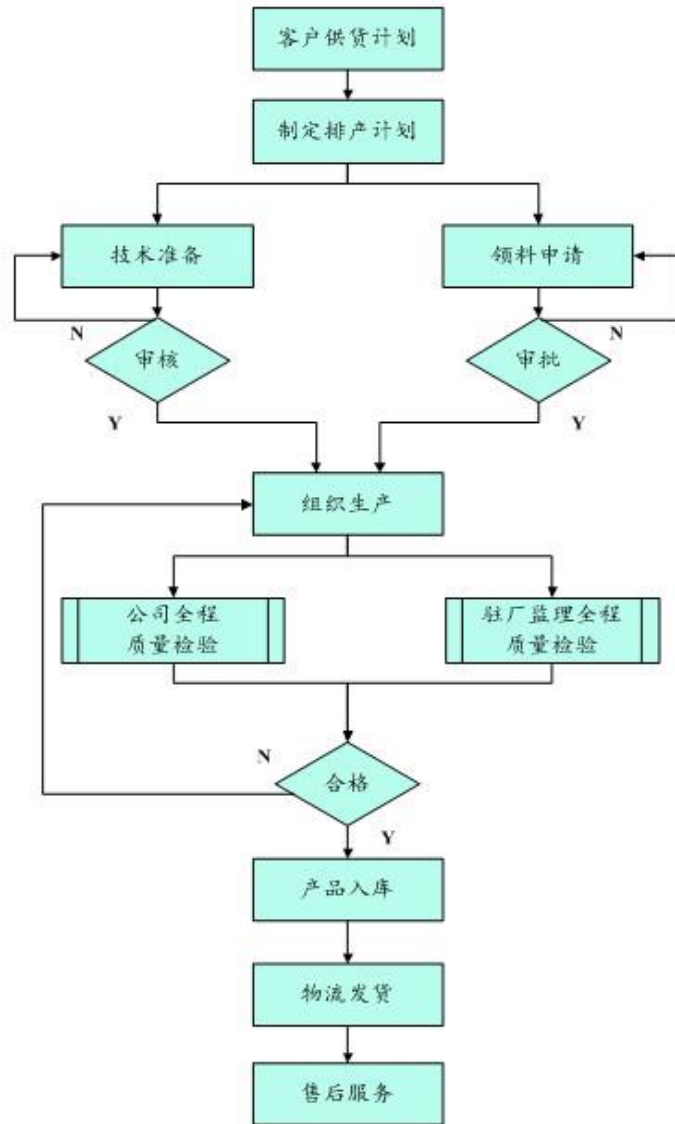 客户供货计划
制定排产计划
技术准备
领料申请
N
N
审核
审批
Y
Y
组织生产
公司全程
质量检验
驻厂监理全程
质量检验
N
合格
Y
产品入库
物流发货
售后服务